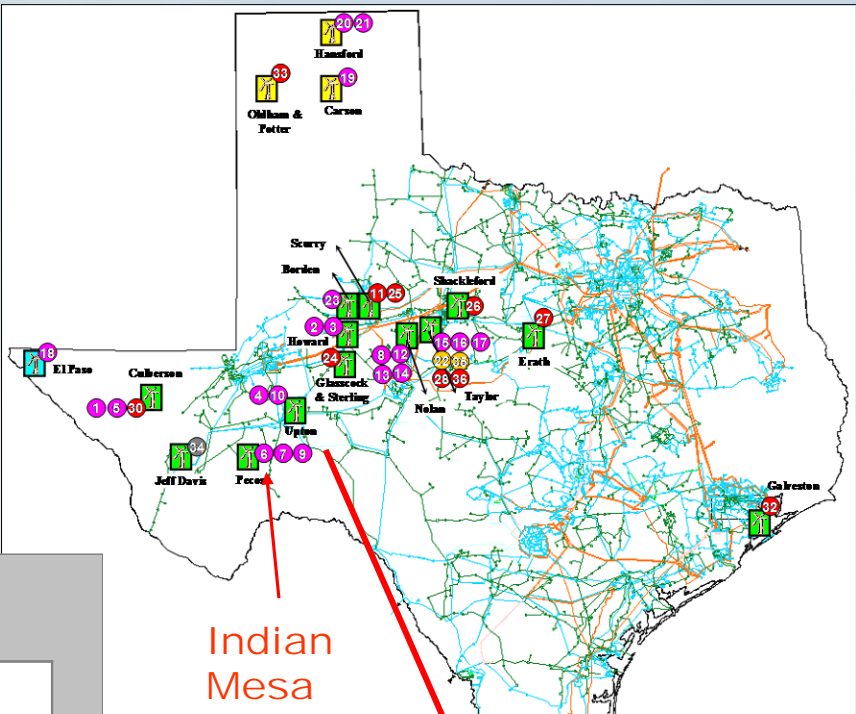 20 21
Hansford
33
19
Oldham &
Potter
Carson
Scurry
Borden
Shackleford
23
11 25
26
27
2 3
Howard
15 16 17
Erath
18
El Paso
Culberson
24
8 12
22 35
Glasscock
& Sterling
13 14
28 36
Taylor
1 5 30
4 10
Nolan
Upton
34
6 7 9
Jeff Davis
Pecos
Galveston
32
Indian
Mesa